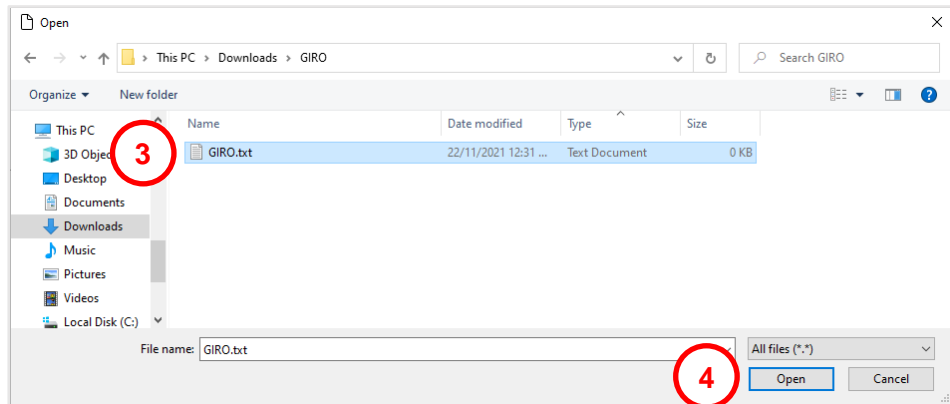 Open
This PC > Downloads > GIRO
Search GIRO
Organize
New folder
Name
Date modified
Type
Size
This PC
3D Objec
3
GIRO.txt
22/11/2021 12:31 ...
Text Document
0 KB
Desktop
Documents
Downloads
Music
Pictures
Videos
Local Disk (C:)
File name: GIRO.txt
All files (*.*)
4
Open
Cancel